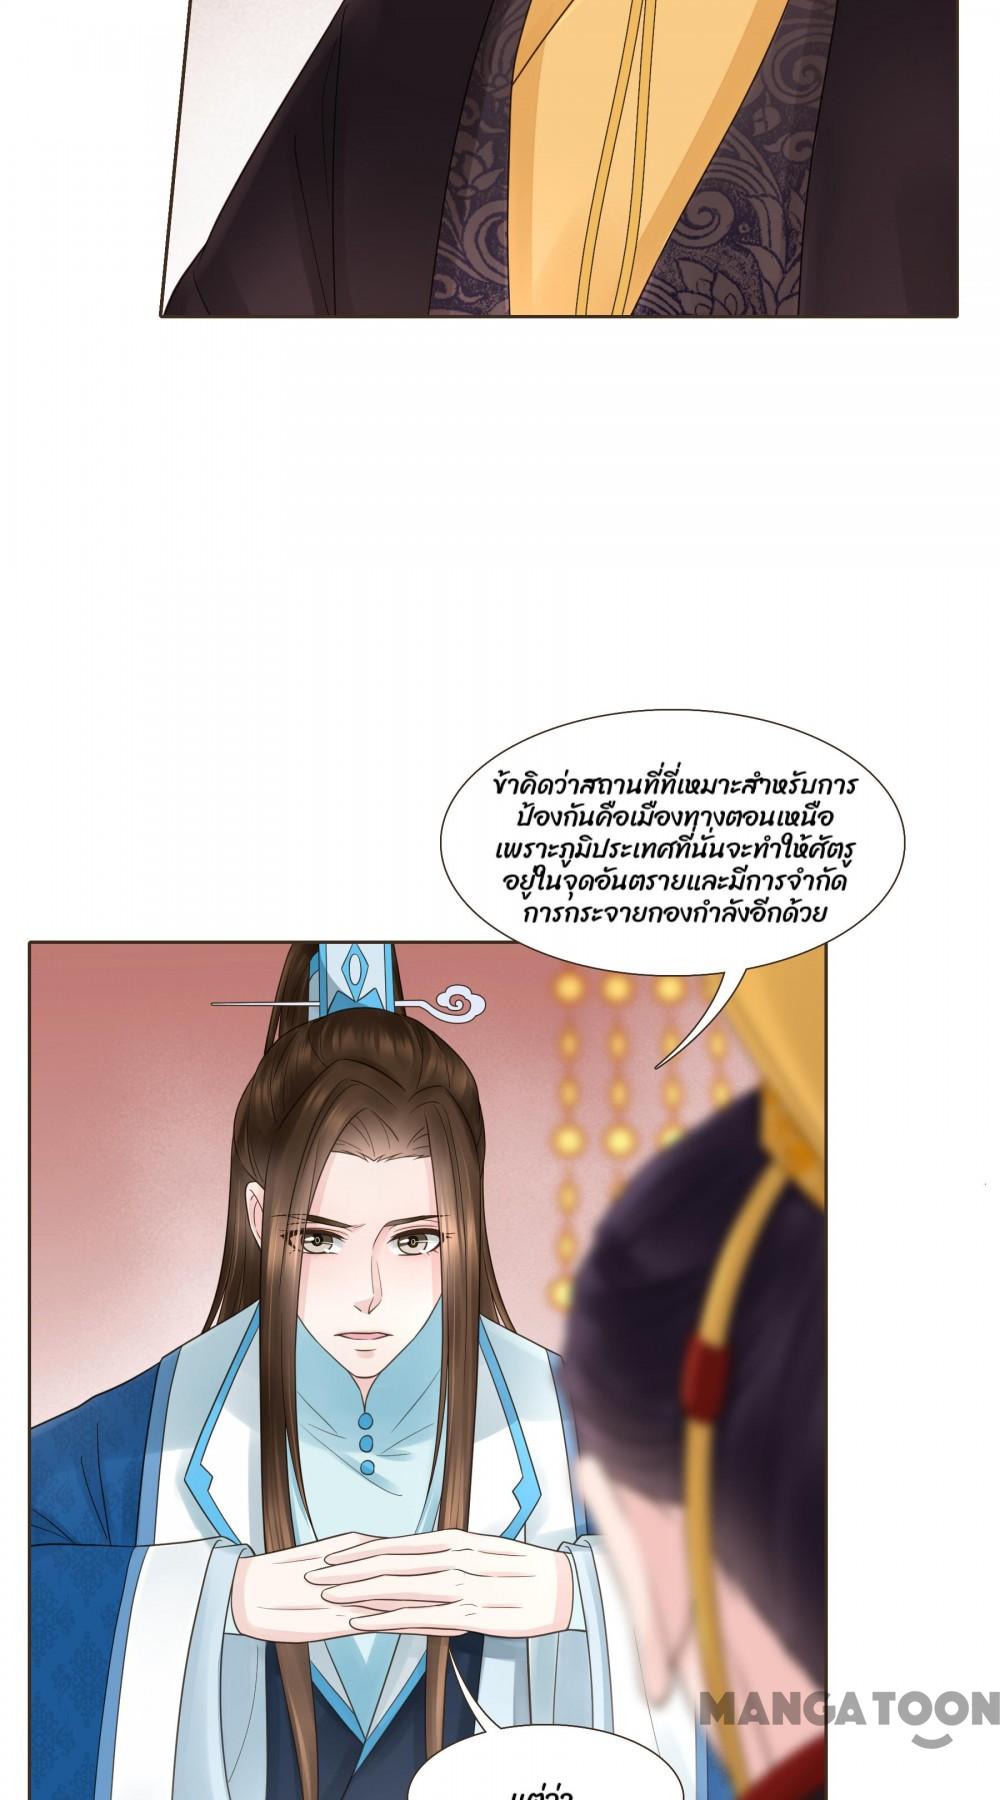 ข้าคิดว่าสถานที่ที่เหมาะสำหรับการ
ป้องกันคือเมืองทางตอนเหนือ
เพราะภูมิประเทศที่นั่นจะทำให้ศัตรู
อยู่ในจุดอันตรายและมีการจำกัด
การกระจายกองกำลังอีกด้วย
MANGATOON
แต่ว่า